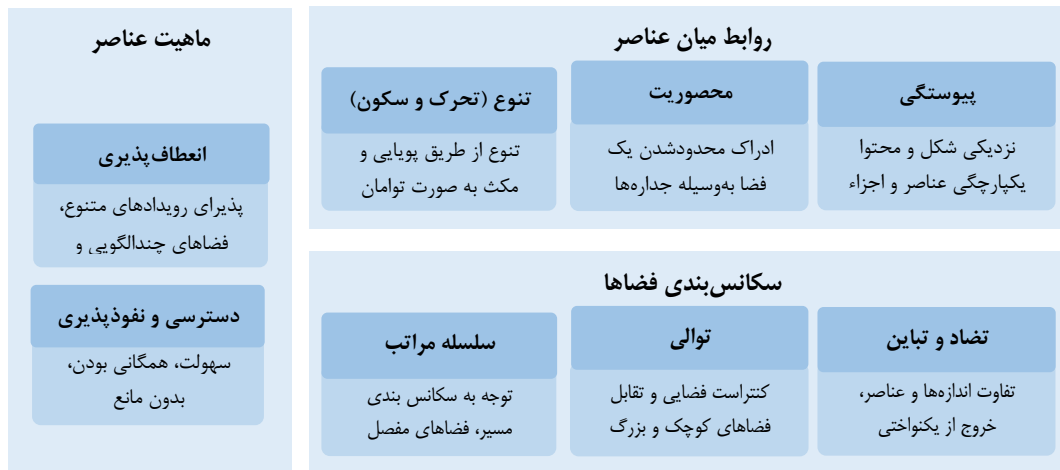 روابط میان عناصر
پیوستگی
نزدیکی شکل و محتوا
یکپارچگی عناصر و اجزاء
محصوریت
ادراک محدودشدن یک
فضا به‌وسیله جداره‌ها
تنوع (تحرک و سکون)
تنوع از طریق پویایی و
مکث به صورت توامان
سکانس‌بندی فضاها
تضاد و تباین
تفاوت اندازه‌ها و عناصر،
خروج از یکنواختی
توالی
کنتراست فضایی و تقابل
فضاهای کوچک و بزرگ
سلسله مراتب
توجه به سکانس بندی
مسیر، فضاهای مفصل
ماهیت عناصر
انعطاف‌پذیری
پذیرای رویدادهای متنوع،
فضاهای چندالگویی و
دسترسی و نفوذپذیری
سهولت، همگانی بودن،
بدون مانع